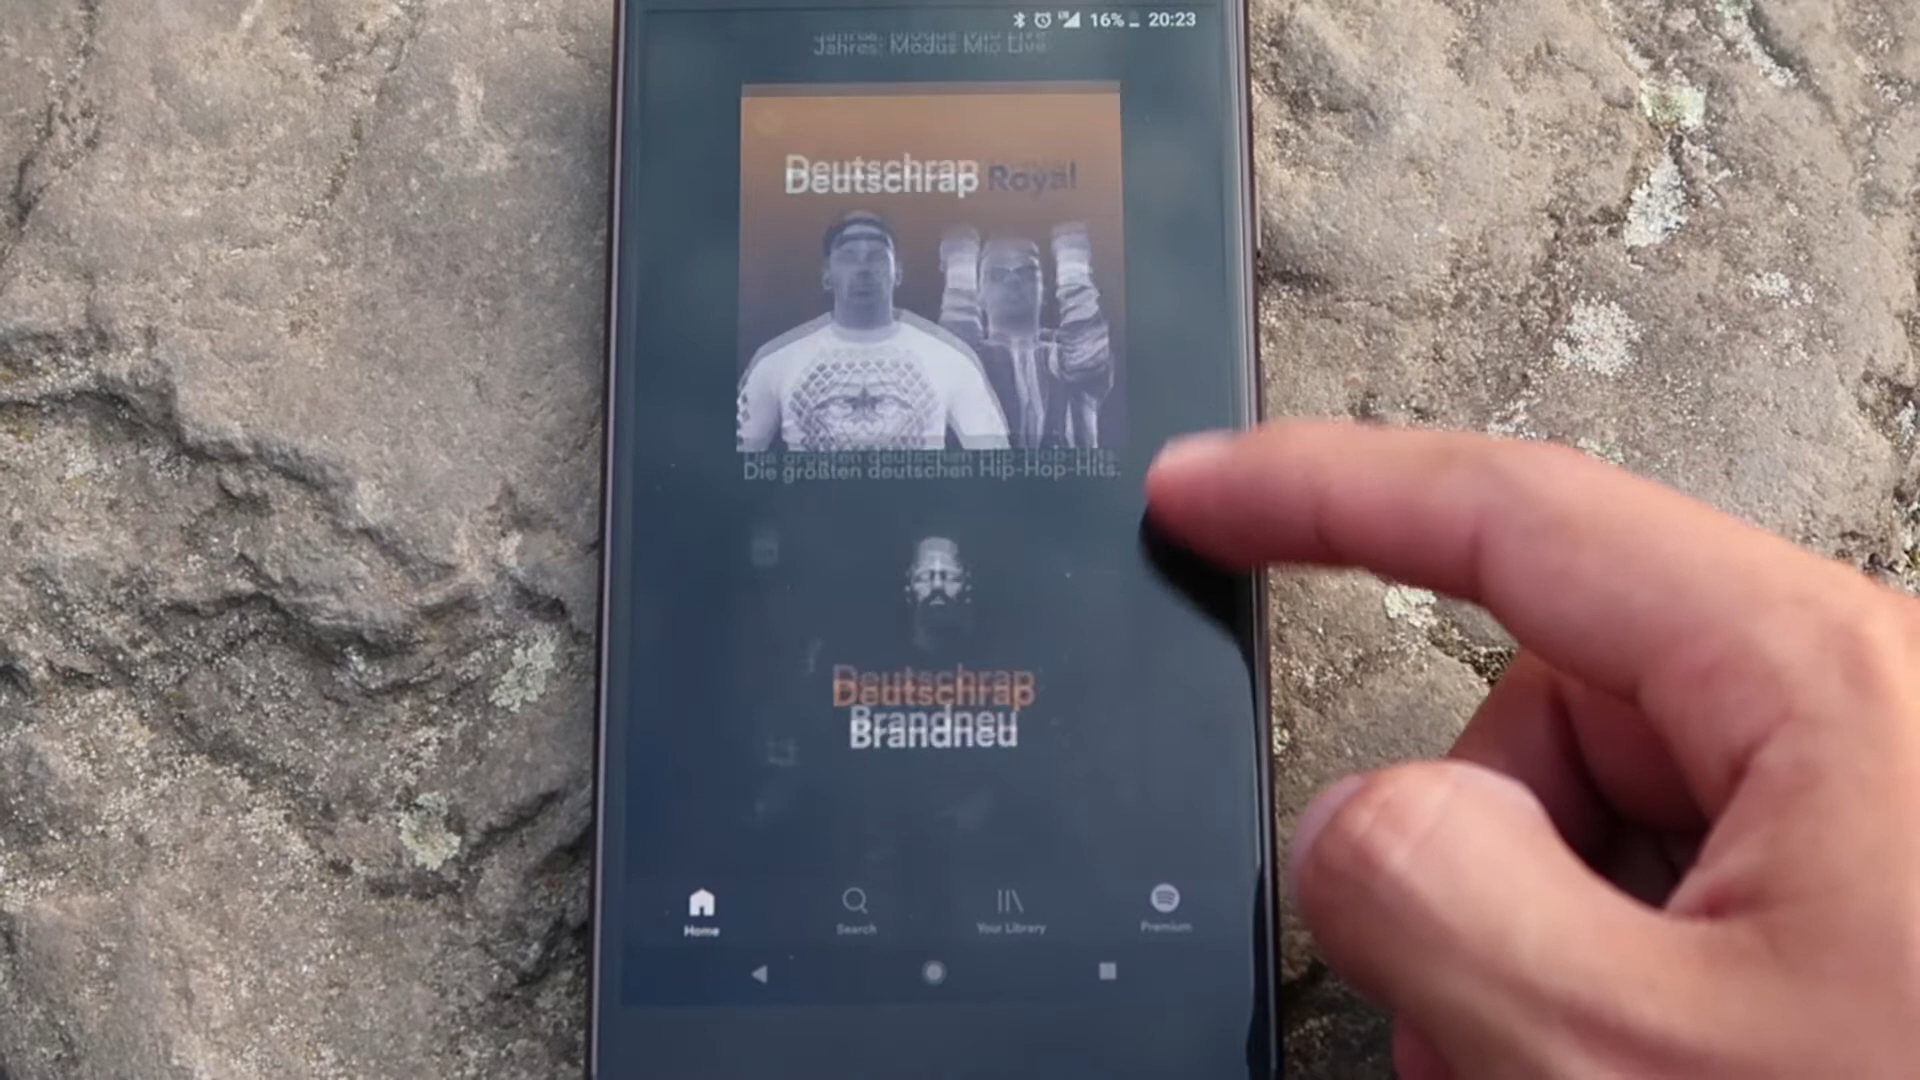 16% 20:23
Jahres: Modus Mio Live
Deutschrap Royal
Die größten deutschen Hip-Hop-Hits.
Deutschrap
Brandneu
Home
Search
Your Library
Premium